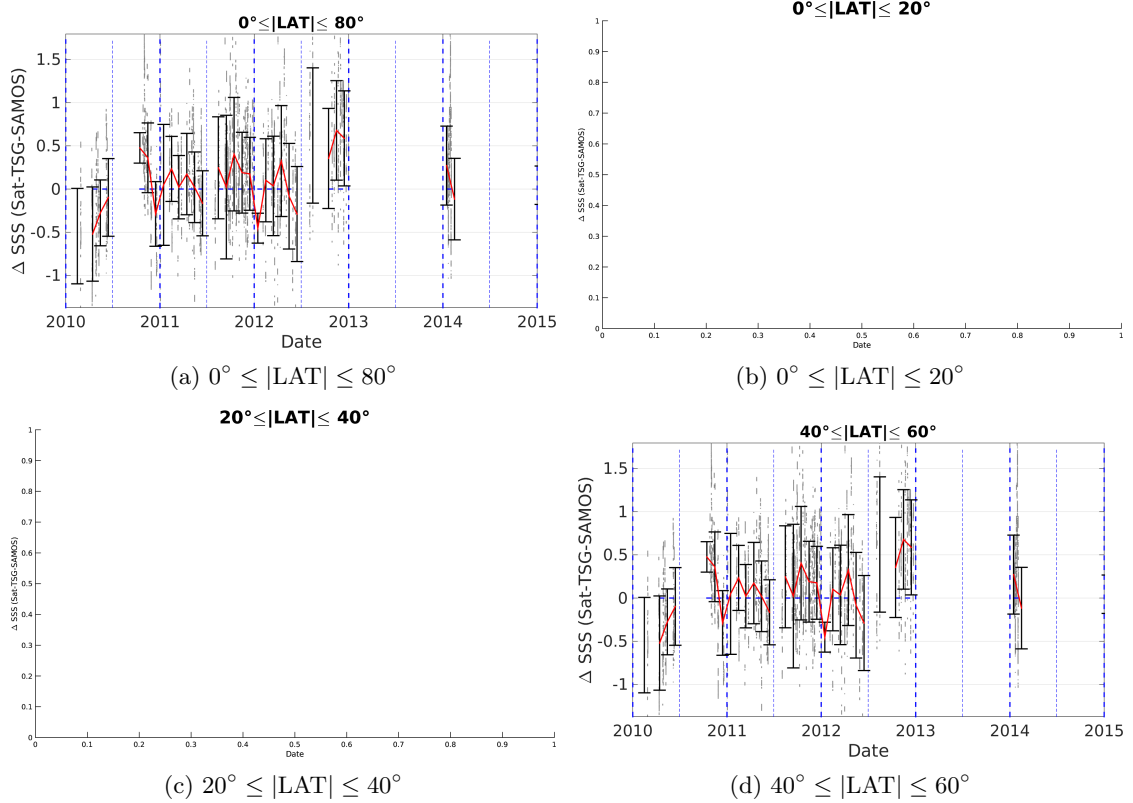 0°≤|LAT|≤ 80°
1.5
1
0.5
0
-0.5
-1
Δ SSS (Sat-TSG-SAMOS)
2010 2011 2012 2013 2014 2015
Date
(a) 0° ≤ |LAT| ≤ 80°
0°≤|LAT|≤ 20°
1
0.9
0.8
0.7
0.6
0.5
0.4
0.3
0.2
0.1
0
Δ SSS (Sat-TSG-SAMOS)
0 0.1 0.2 0.3 0.4 0.5 0.6 0.7 0.8 0.9 1
Date
(b) 0° ≤ |LAT| ≤ 20°
20°≤|LAT|≤ 40°
1
0.9
0.8
0.7
0.6
0.5
0.4
0.3
0.2
0.1
0
Δ SSS (Sat-TSG-SAMOS)
0 0.1 0.2 0.3 0.4 0.5 0.6 0.7 0.8 0.9 1
Date
(c) 20° ≤ |LAT| ≤ 40°
40°≤|LAT|≤ 60°
1.5
1
0.5
0
-0.5
-1
Δ SSS (Sat-TSG-SAMOS)
2010 2011 2012 2013 2014 2015
Date
(d) 40° ≤ |LAT| ≤ 60°